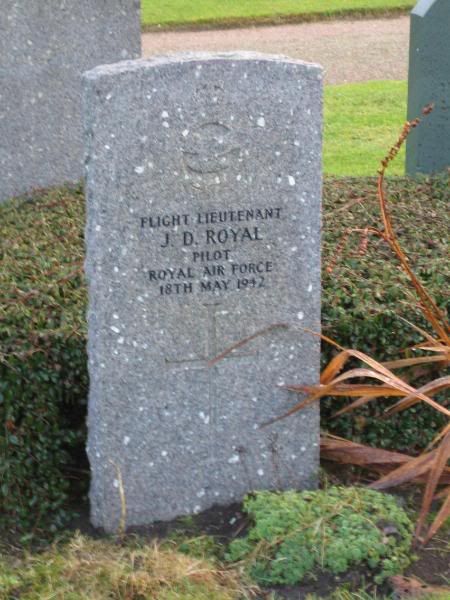 FLIGHT LIEUTENANT
J. D. ROYAL
PILOT
ROYAL AIR FORCE
18TH MAY 1942